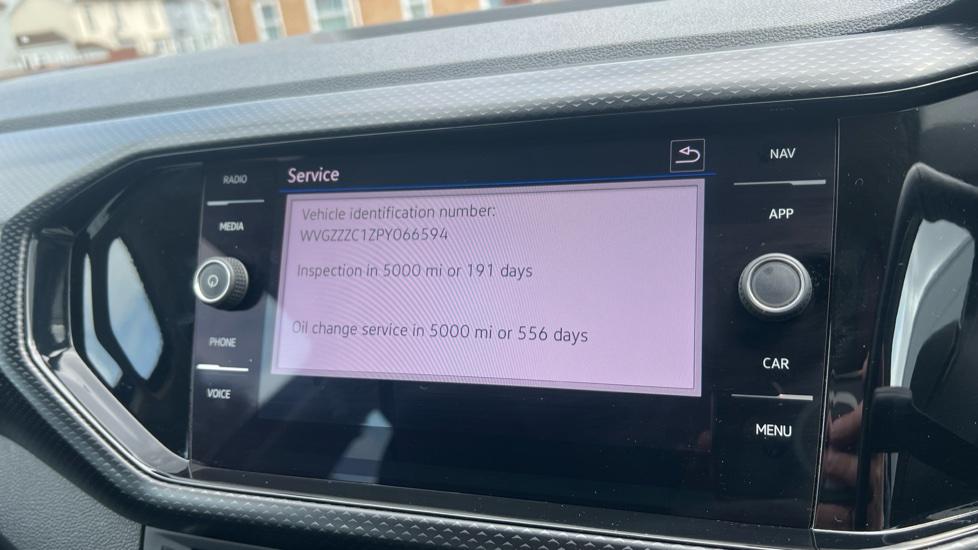 RADIO
MEDIA
PHONE
VOICE
Service
Vehicle identification number:
WVGZZZC1ZPY066594
Inspection in 5000 mi or 191 days
Oil change service in 5000 mi or 556 days
NAV
APP
CAR
MENU